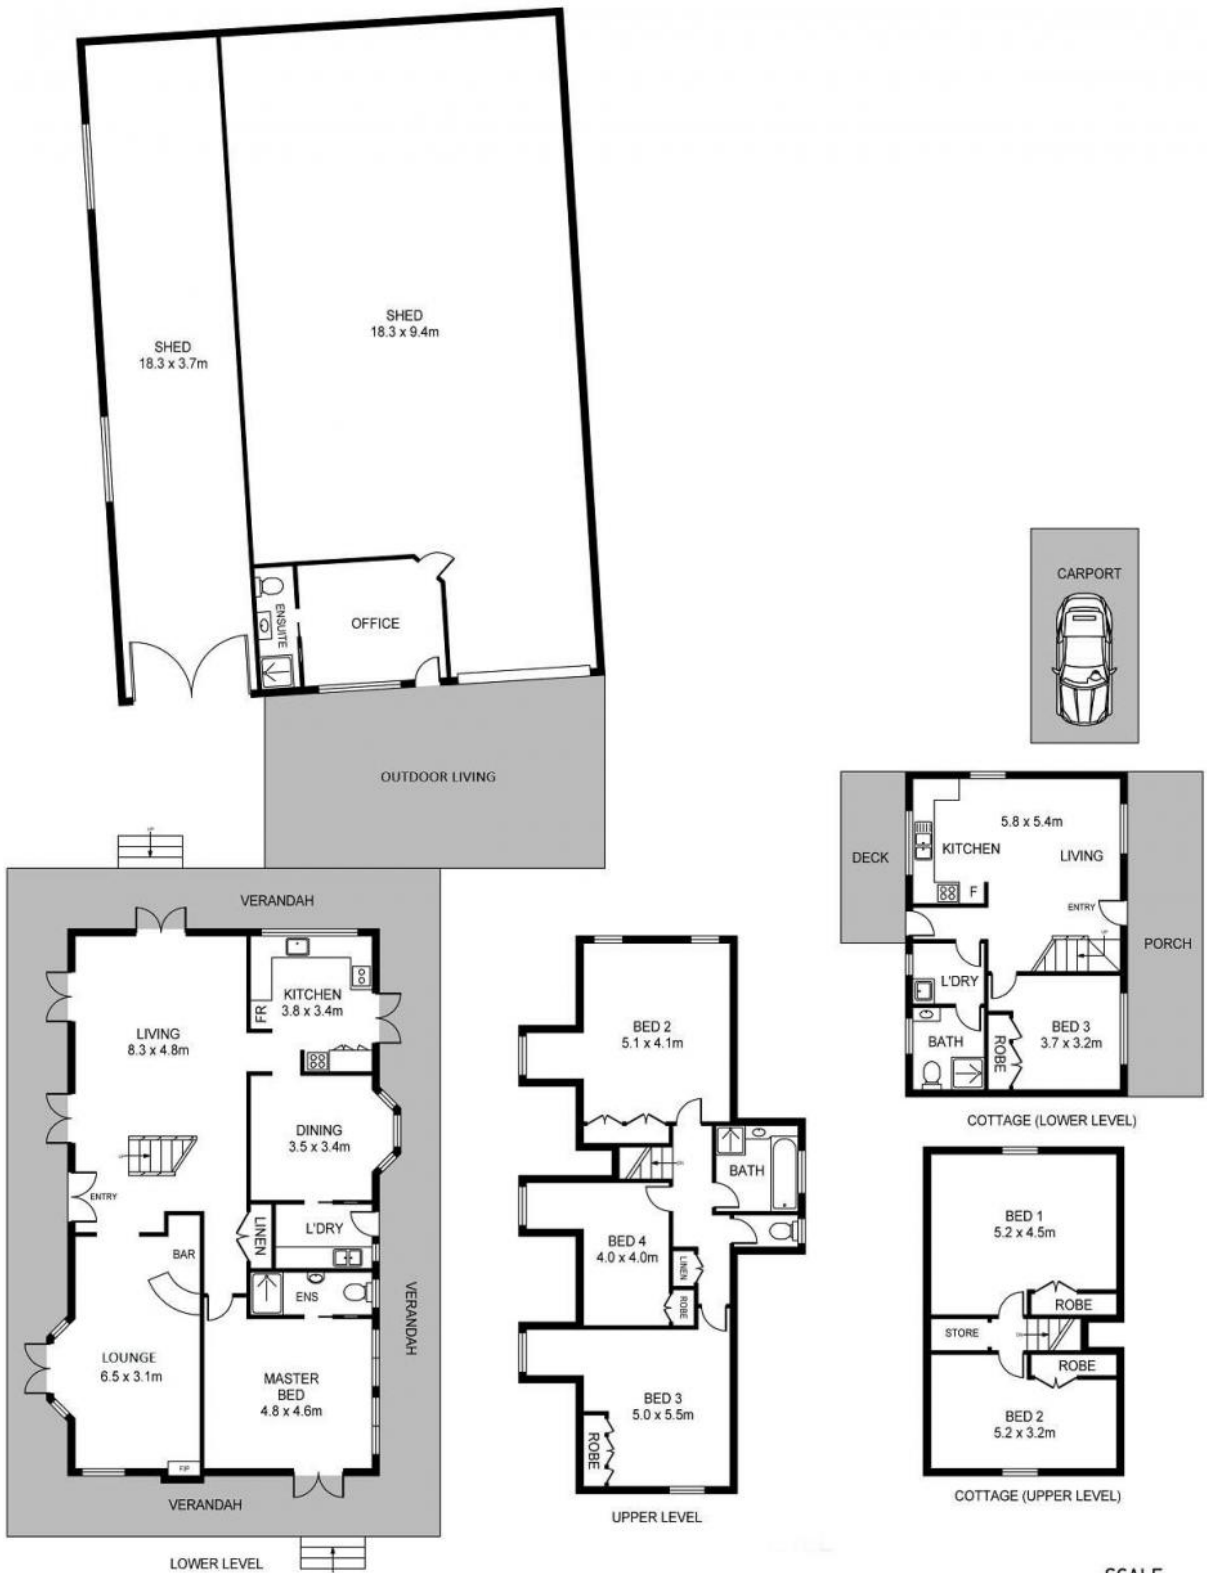 SHED
18.3 x 9.4m
SHED
18.3 x 3.7m
ENSUITE
OFFICE
OUTDOOR LIVING
CARPORT
DECK
KITCHEN
5.8 x 5.4m
LIVING
F
ENTRY
UP
PORCH
L'DRY
BATH
ROBE
BED 3
3.7 x 3.2m
COTTAGE (LOWER LEVEL)
UP
VERANDAH
KITCHEN
3.8 x 3.4m
FR
LIVING
8.3 x 4.8m
DINING
3.5 x 3.4m
UP
ENTRY
LINEN
L'DRY
BAR
ENS
VERANDAH
LOUNGE
6.5 x 3.1m
MASTER
BED
4.8 x 4.6m
F/P
VERANDAH
LOWER LEVEL
BED 2
5.1 x 4.1m
DN
BATH
BED 4
4.0 x 4.0m
LINEN
ROBE
BED 3
5.0 x 5.5m
ROBE
UPPER LEVEL
BED 1
5.2 x 4.5m
ROBE
STORE
DN
ROBE
BED 2
5.2 x 3.2m
COTTAGE (UPPER LEVEL)